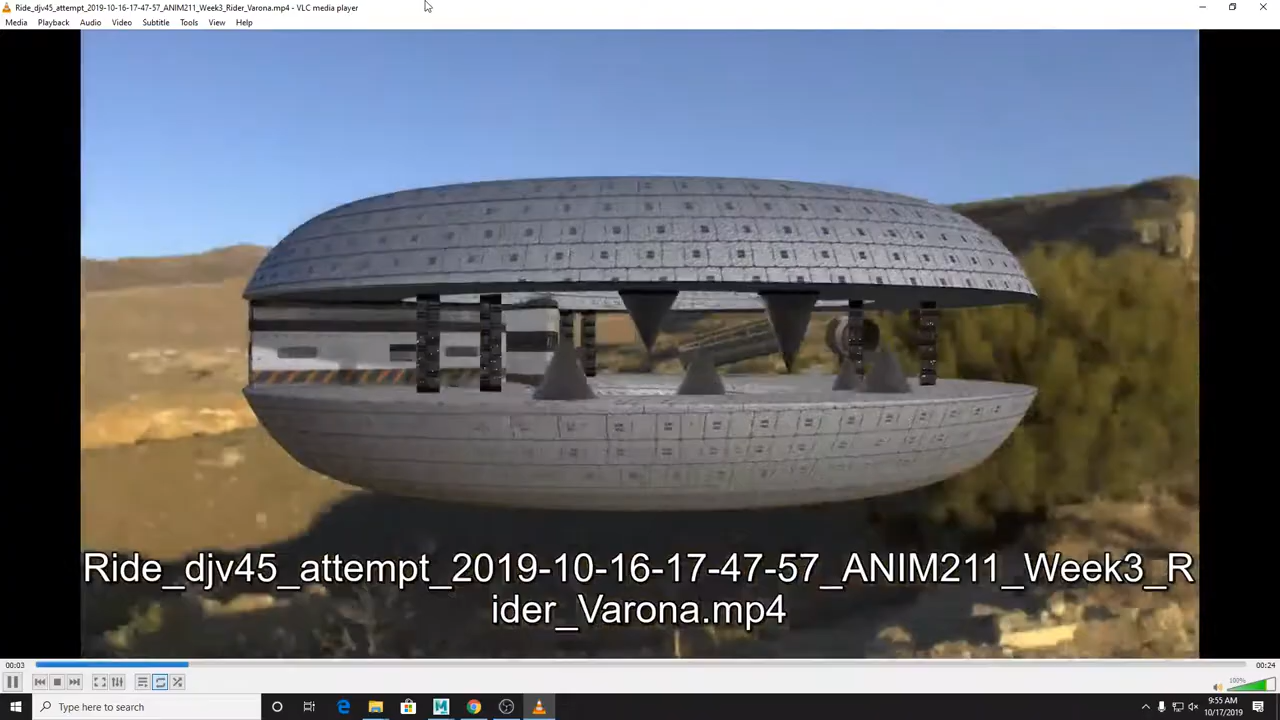 Ride_djv45_attempt_2019-10-16-17-47-57_ANIM211_Week3_Rider_Varona.mp4 - VLC media player
Media Playback Audio Video Subtitle Tools View Help
Ride_djv45_attempt_2019-10-16-17-47-57_ANIM211_Week3_R
ider_Varona.mp4
00:03 00:24
100%
Type here to search
9:55 AM
10/17/2019